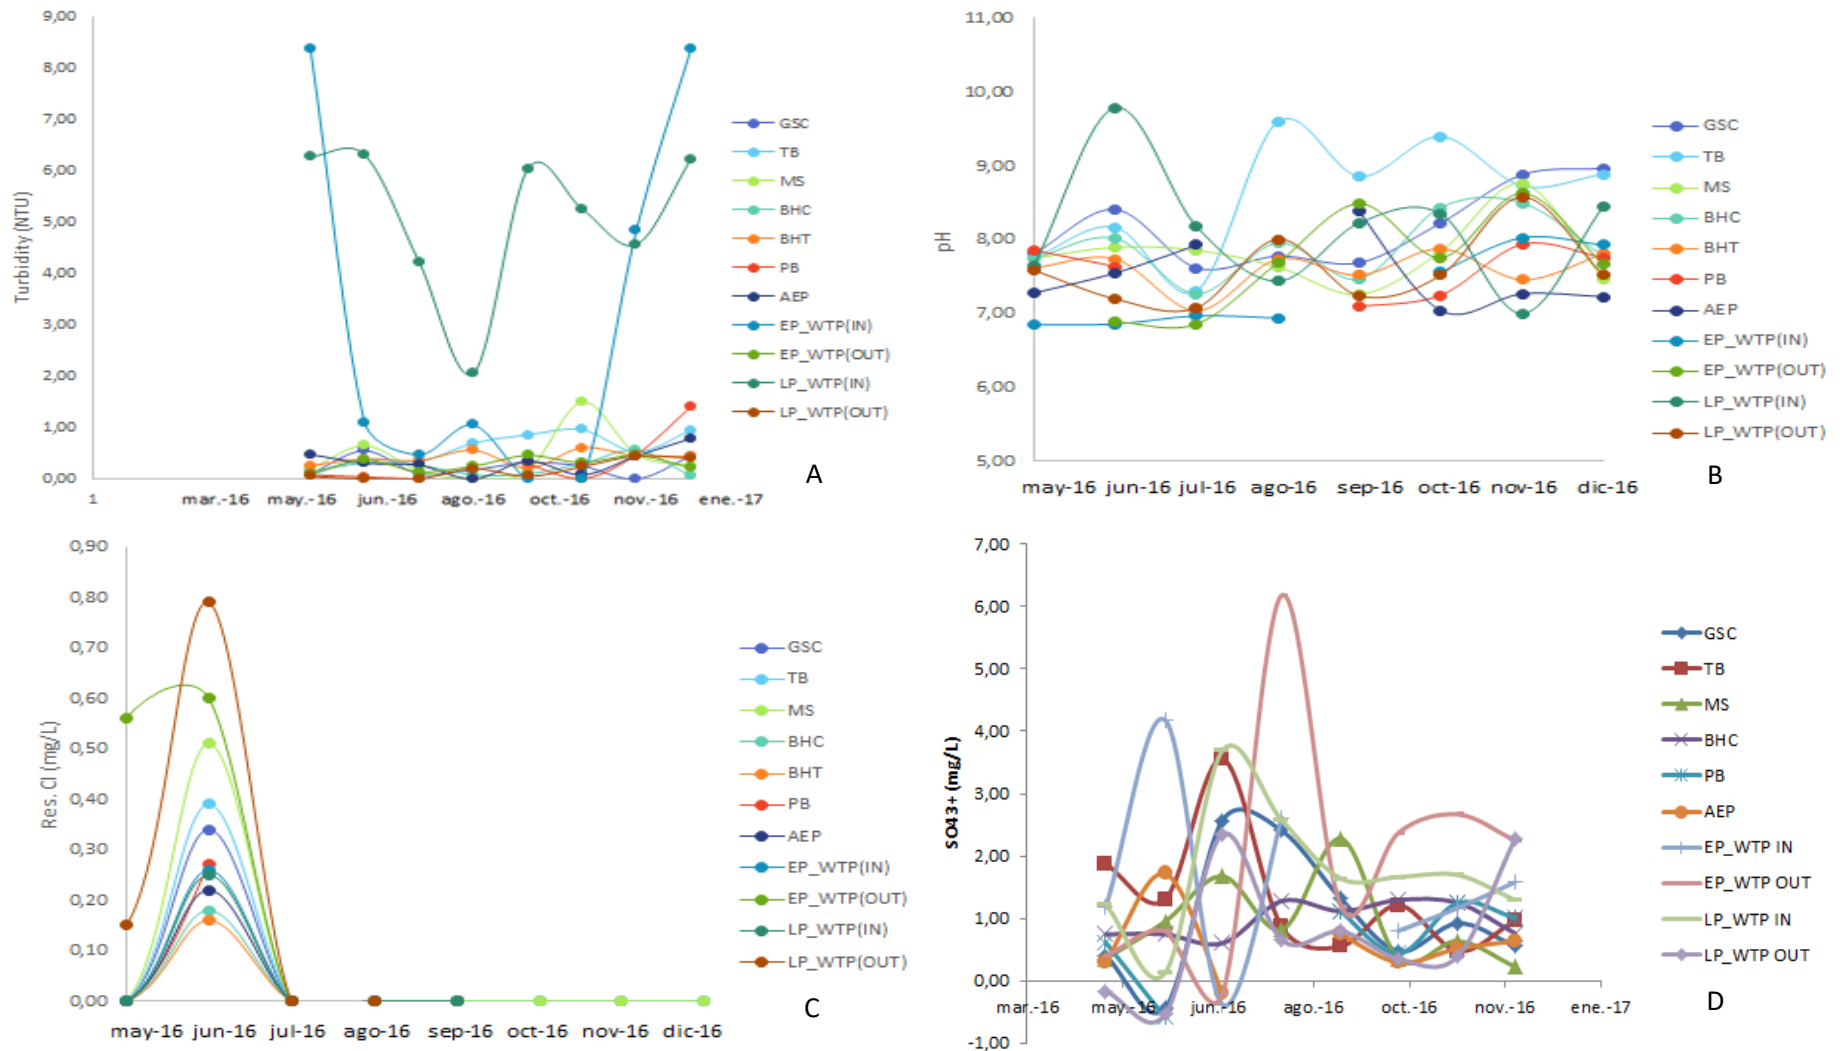 9,00
8,00
7,00
6,00
5,00
4,00
3,00
2,00
1,00
0,00
Turbidity (NTU)
1 mar.-16 may.-16 jun.-16 ago.-16 oct.-16 nov.-16 ene.-17
GSC
TB
MS
BHC
BHT
PB
AEP
EP_WTP(IN)
EP_WTP(OUT)
LP_WTP(IN)
LP_WTP(OUT)
A
11,00
10,00
9,00
8,00
7,00
6,00
5,00
pH
may-16 jun-16 jul-16 ago-16 sep-16 oct-16 nov-16 dic-16
GSC
TB
MS
BHC
BHT
PB
AEP
EP_WTP(IN)
EP_WTP(OUT)
LP_WTP(IN)
LP_WTP(OUT)
B
0,90
0,80
0,70
0,60
0,50
0,40
0,30
0,20
0,10
0,00
Res. Cl (mg/L)
may-16 jun-16 jul-16 ago-16 sep-16 oct-16 nov-16 dic-16
GSC
TB
MS
BHC
BHT
PB
AEP
EP_WTP(IN)
EP_WTP(OUT)
LP_WTP(IN)
LP_WTP(OUT)
C
7,00
6,00
5,00
4,00
3,00
2,00
1,00
0,00
-1,00
SO43+ (mg/L)
mar.-16 may.-16 jun.-16 ago.-16 oct.-16 nov.-16 ene.-17
GSC
TB
MS
BHC
PB
AEP
EP_WTP IN
EP_WTP OUT
LP_WTP IN
LP_WTP OUT
D